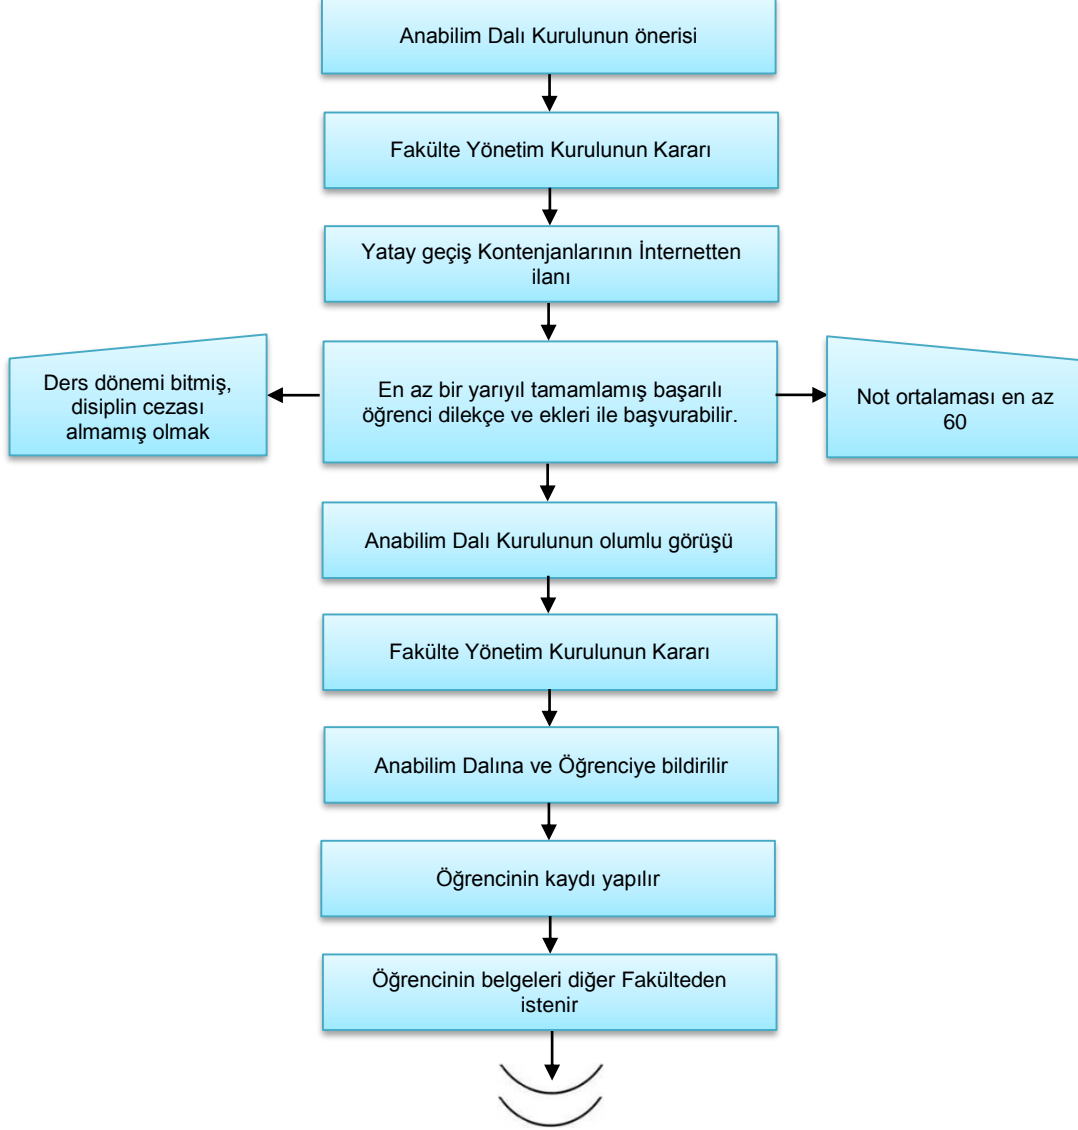 Anabilim Dalı Kurulunun önerisi
Fakülte Yönetim Kurulunun Kararı
Yatay geçiş Kontenjanlarının İnternetten
ilanı
Ders dönemi bitmiş,
disiplin cezası
almamış olmak
En az bir yarıyıl tamamlamış başarılı
öğrenci dilekçe ve ekleri ile başvurabilir.
Not ortalaması en az
60
Anabilim Dalı Kurulunun olumlu görüşü
Fakülte Yönetim Kurulunun Kararı
Anabilim Dalına ve Öğrenciye bildirilir
Öğrencinin kaydı yapılır
Öğrencinin belgeleri diğer Fakülteden
istenir